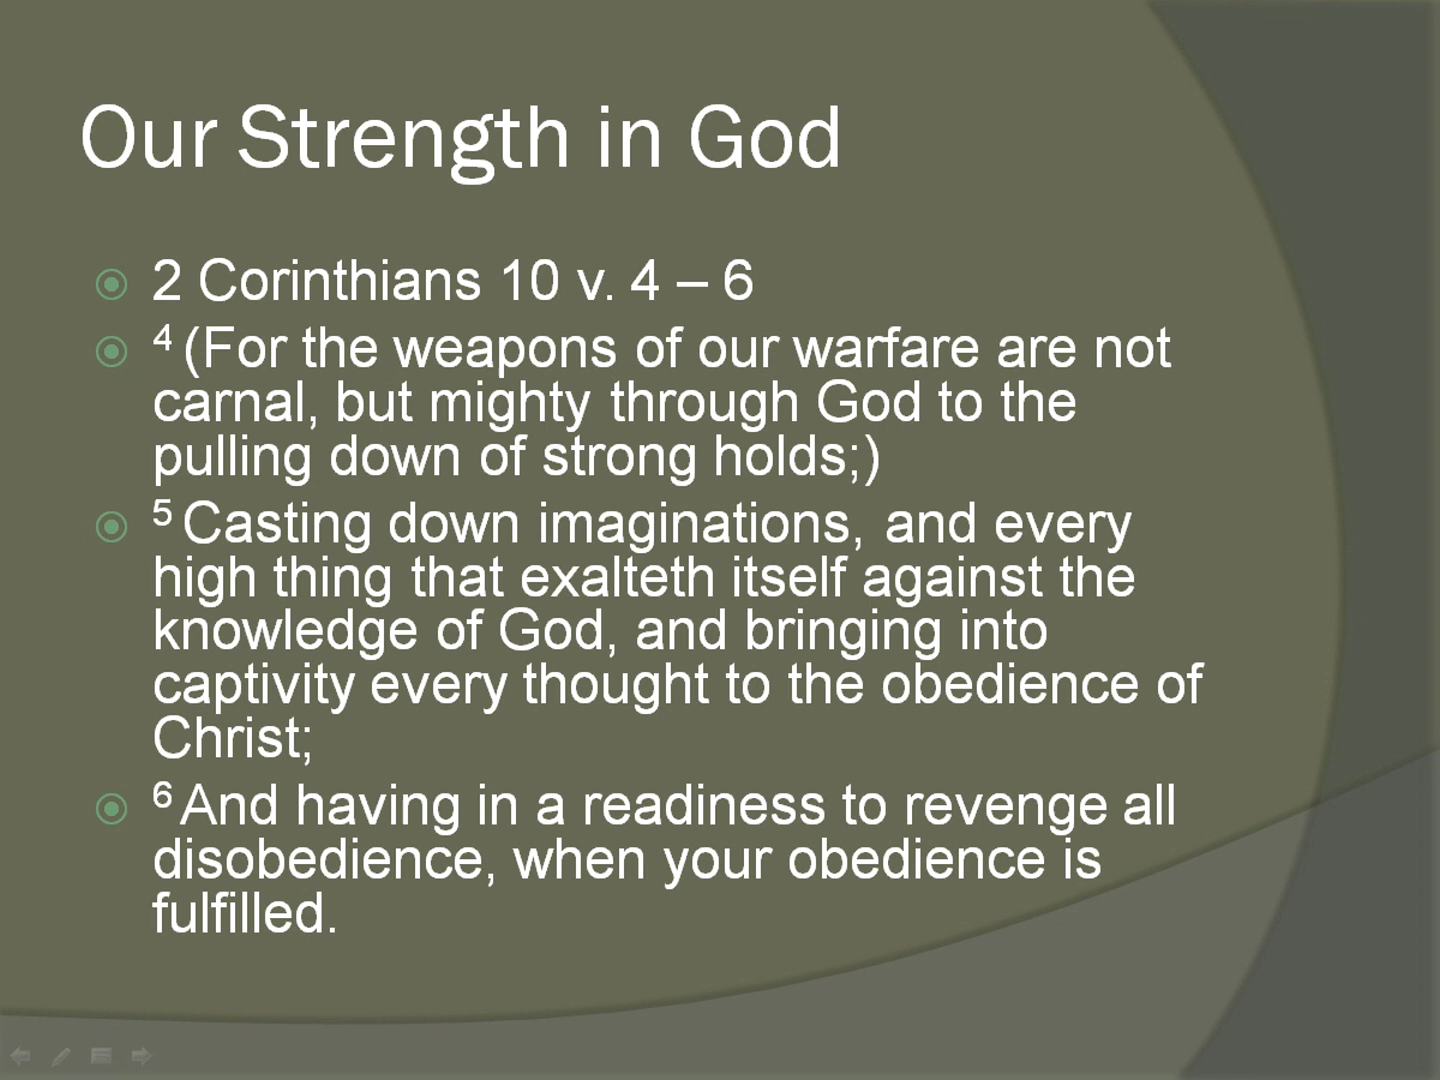 Our Strength in God
2 Corinthians 10 v. 4 – 6
4 (For the weapons of our warfare are not
carnal, but mighty through God to the
pulling down of strong holds;)
5 Casting down imaginations, and every
high thing that exalteth itself against the
knowledge of God, and bringing into
captivity every thought to the obedience of
Christ;
6 And having in a readiness to revenge all
disobedience, when your obedience is
fulfilled.